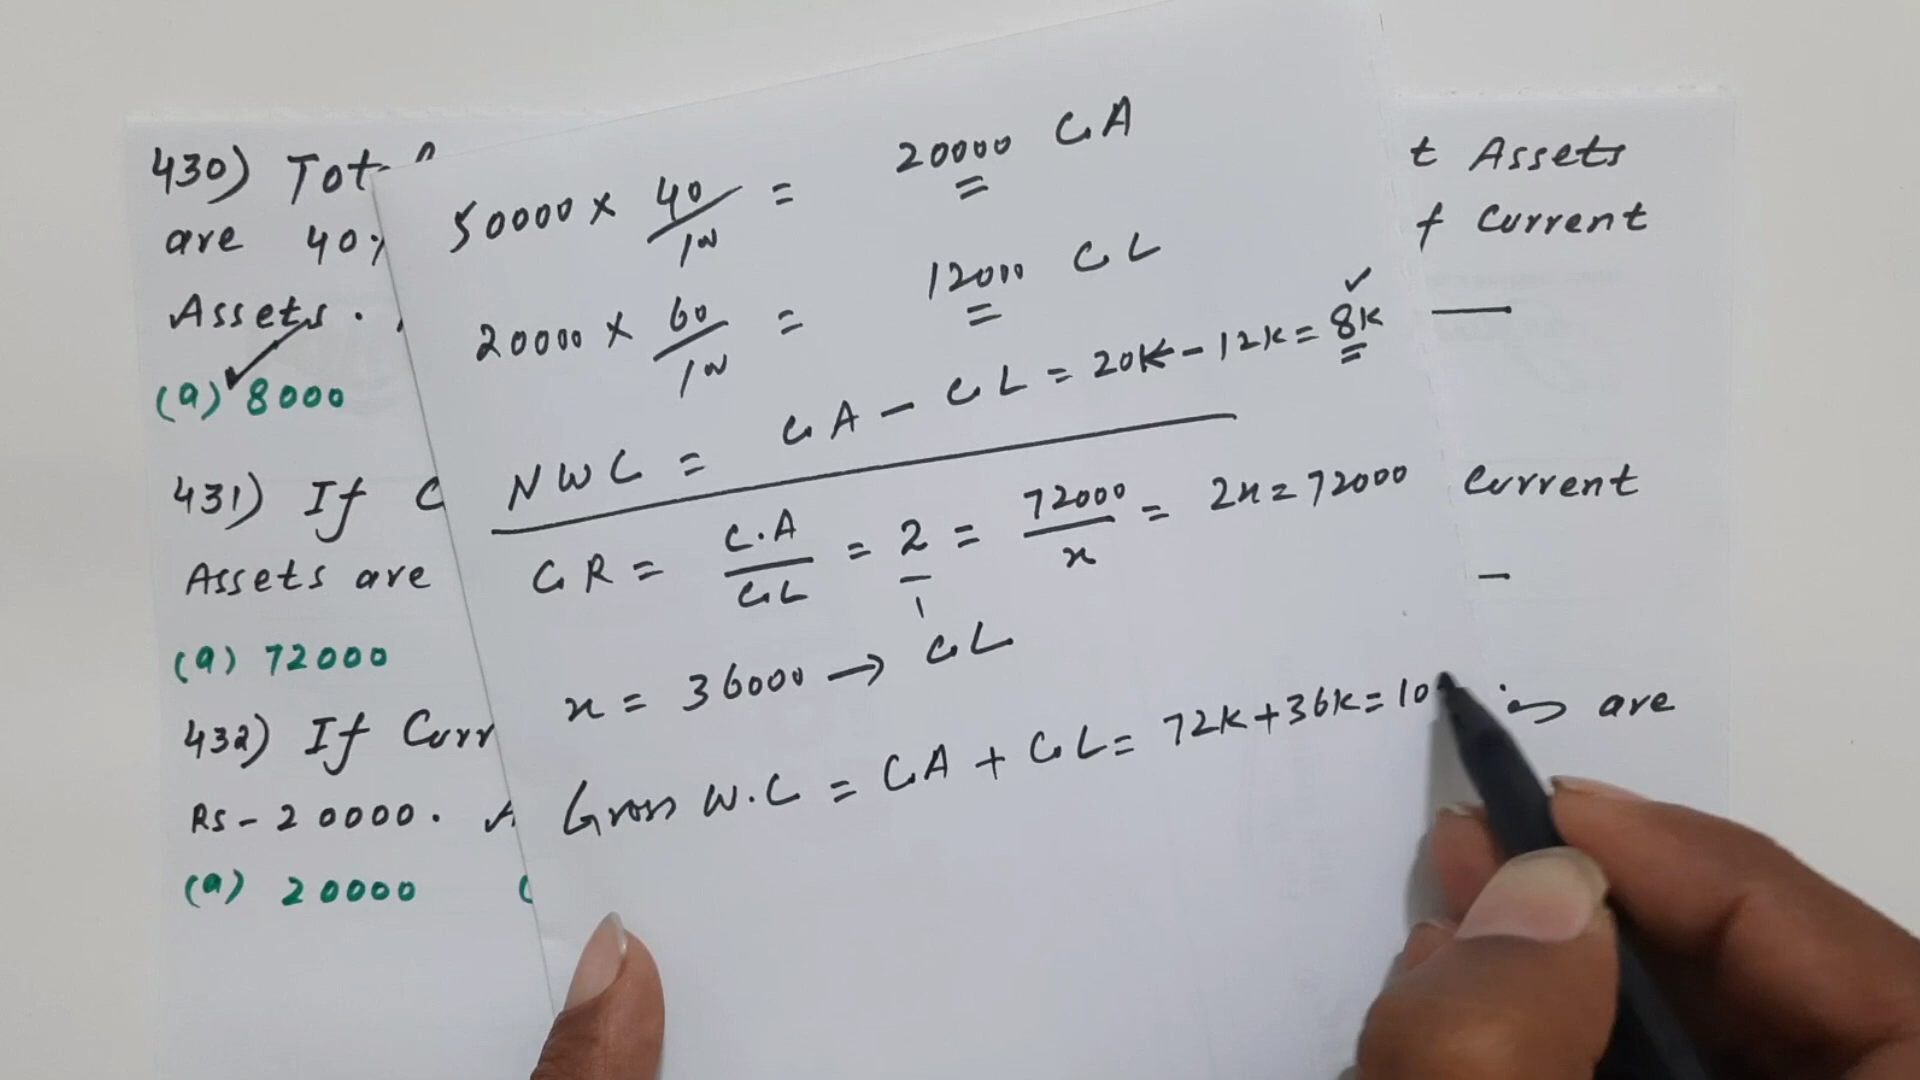 50000 x 40/100 = 20000 CA
20000 x 60/100 = 12000 CL
NWC = CA - CL = 20K - 12K = 8K
CR = C.A/CL = 2/1 = 72000/x = 2x = 72000
x = 36000 → CL
Gross W.C = CA + CL = 72K + 36K = 10
430)
are 40%
Assets.
(a) 8000
431) If C
Assets are
(a) 72000
432) If Curr
RS - 20000. A
(a) 20000
t Assets
f Current
Current
are